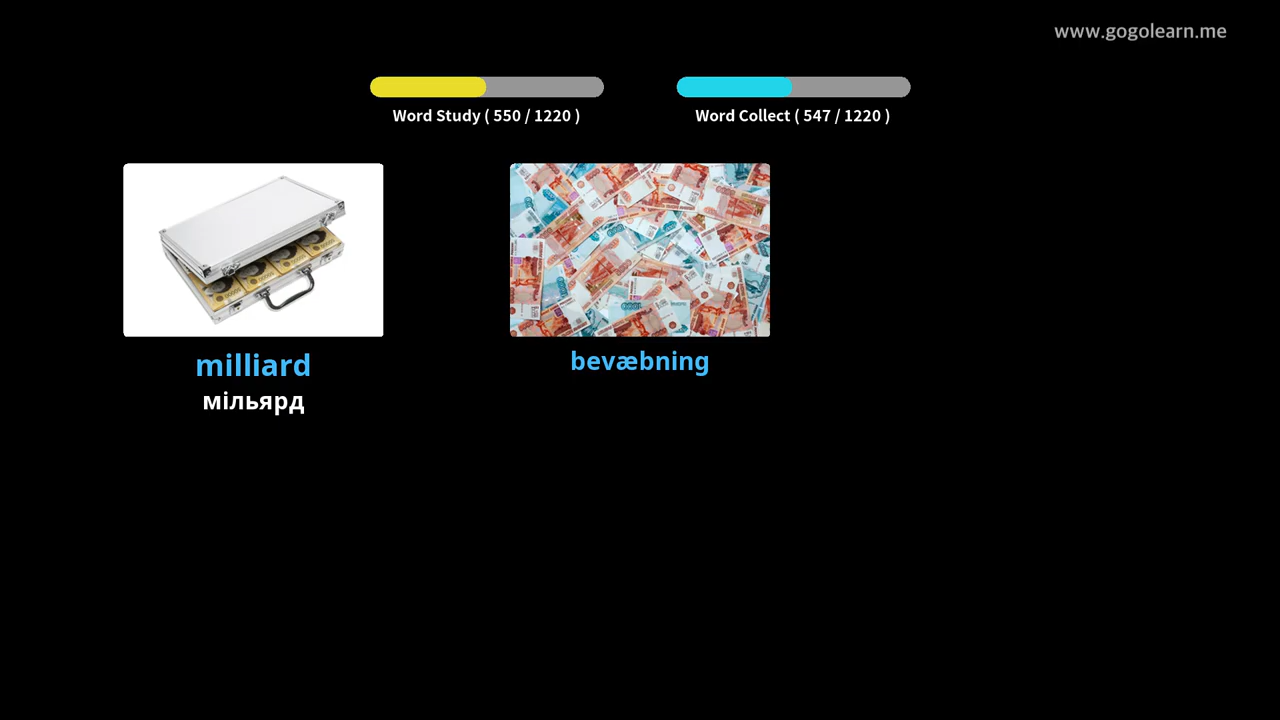 www.gogolearn.me
Word Study ( 550 / 1220 )
Word Collect ( 547 / 1220 )
milliard
мільярд
bevæbning